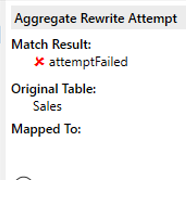 Aggregate Rewrite Attempt
Match Result:
attemptFailed
Original Table:
Sales
Mapped To: